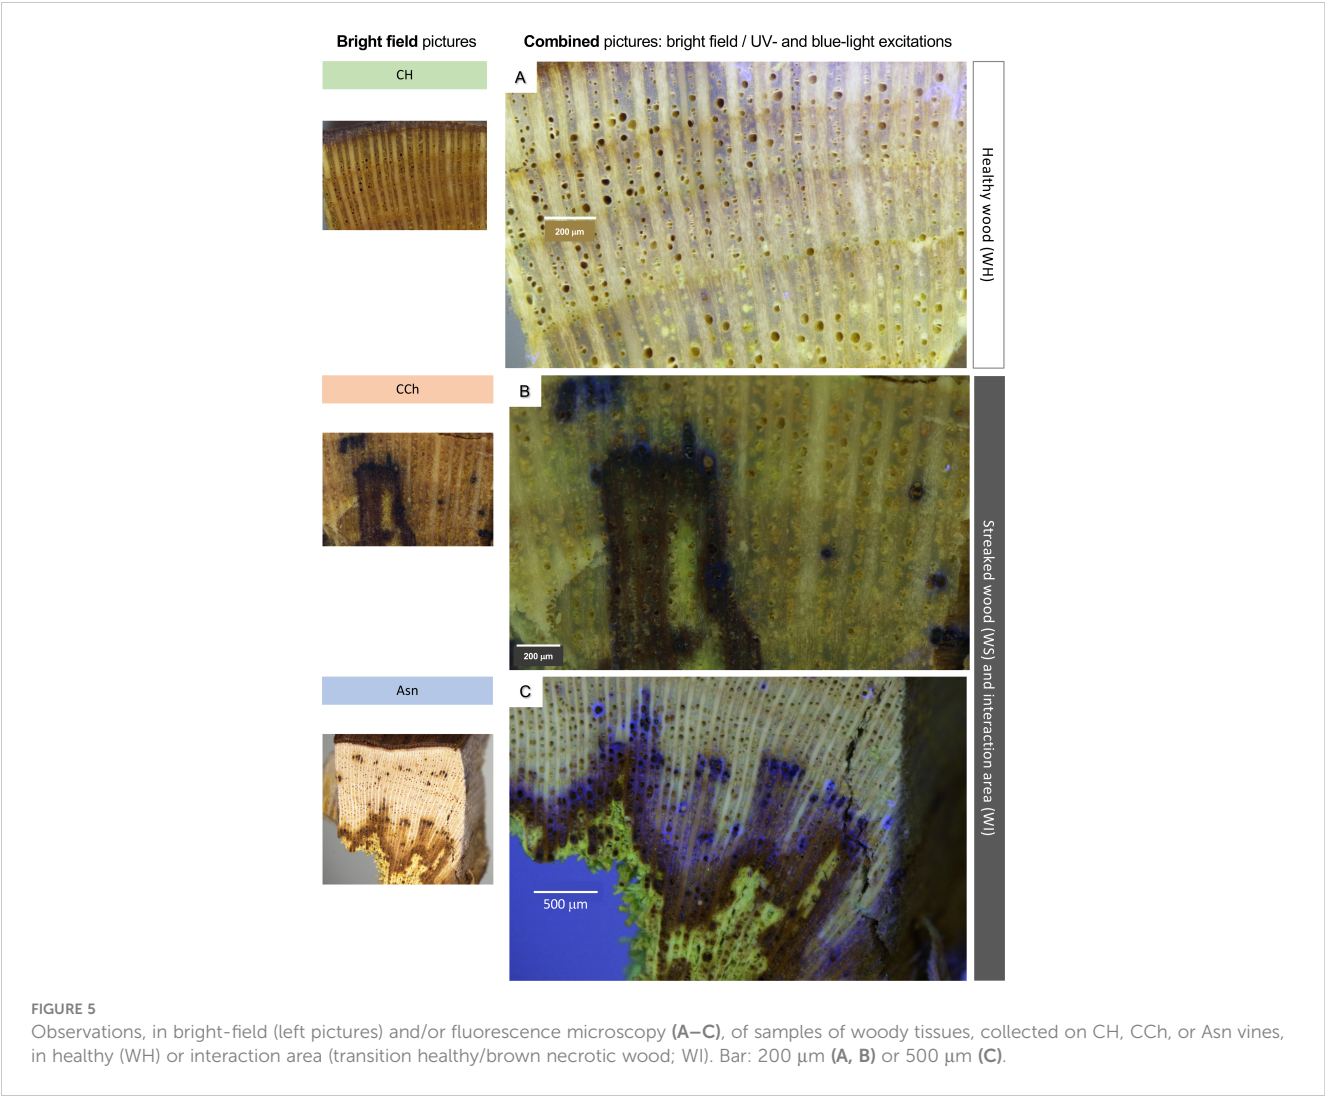 Bright field pictures
Combined pictures: bright field / UV- and blue-light excitations
CH
A
200 μm
Healthy wood (WH)
CCh
B
200 μm
Asn
C
500 μm
Streaked wood (WS) and interaction area (WI)
FIGURE 5
Observations, in bright-field (left pictures) and/or fluorescence microscopy (A–C), of samples of woody tissues, collected on CH, CCh, or Asn vines,
in healthy (WH) or interaction area (transition healthy/brown necrotic wood; WI). Bar: 200 μm (A, B) or 500 μm (C).